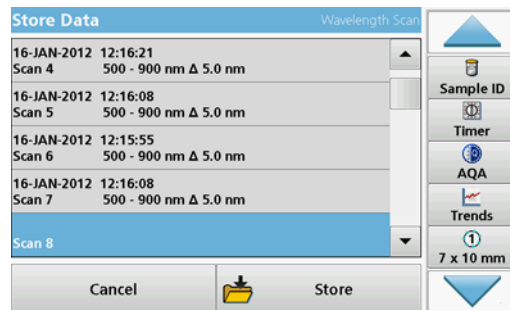 Store Data
Wavelength Scan
16-JAN-2012 12:16:21
Scan 4 500 - 900 nm Δ 5.0 nm
16-JAN-2012 12:16:08
Scan 5 500 - 900 nm Δ 5.0 nm
16-JAN-2012 12:15:55
Scan 6 500 - 900 nm Δ 5.0 nm
16-JAN-2012 12:16:08
Scan 7 500 - 900 nm Δ 5.0 nm
Scan 8
Cancel
Store
Sample ID
Timer
AQA
Trends
1
7 x 10 mm